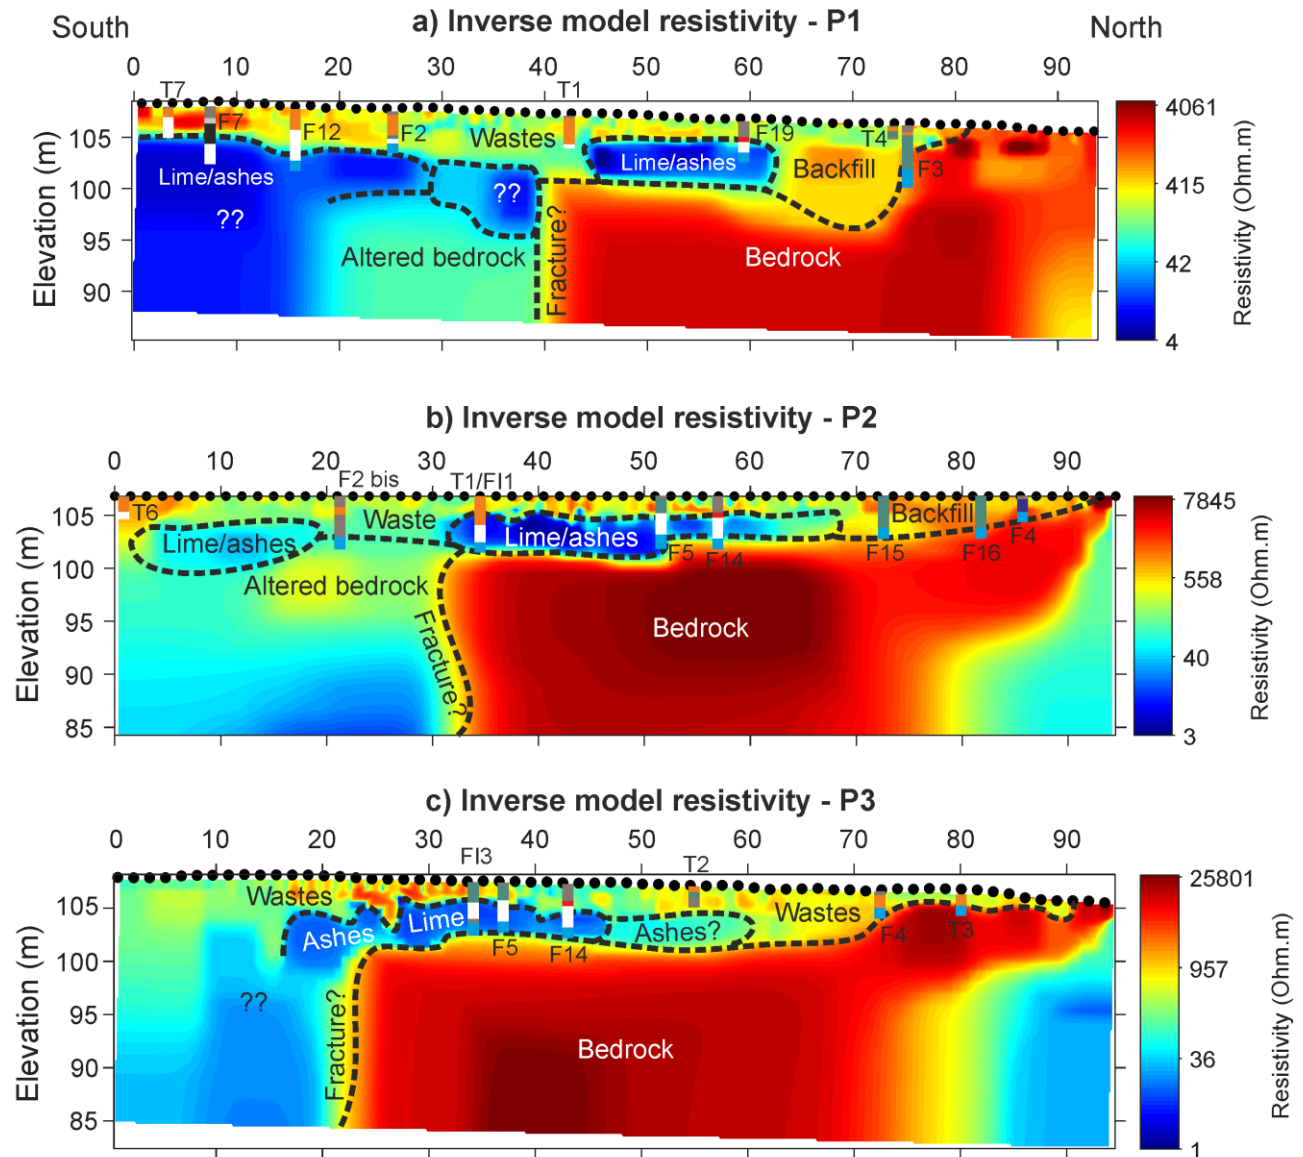 a) Inverse model resistivity - P1
South
North
0 10 20 30 40 50 60 70 80 90
T7 T1
F7 F12 F2 Wastes F19 T4 F3
Lime/ashes Lime/ashes Backfill
?? ??
Altered bedrock Fracture? Bedrock
Elevation (m)
105
100
95
90
4061
415
42
4
Resistivity (Ohm.m)
b) Inverse model resistivity - P2
0 10 20 30 40 50 60 70 80 90
F2 bis T1/FI1
T6 Waste Backfill
Lime/ashes Lime/ashes F5 F14 F15 F16 F4
Altered bedrock
Fracture? Bedrock
Elevation (m)
105
100
95
90
85
7845
558
40
3
Resistivity (Ohm.m)
c) Inverse model resistivity - P3
0 10 20 30 40 50 60 70 80 90
FI3 T2
Wastes Lime Wastes
Ashes F5 F14 Ashes? F4 T3
??
Fracture? Bedrock
Elevation (m)
105
100
95
90
85
25801
957
36
1
Resistivity (Ohm.m)